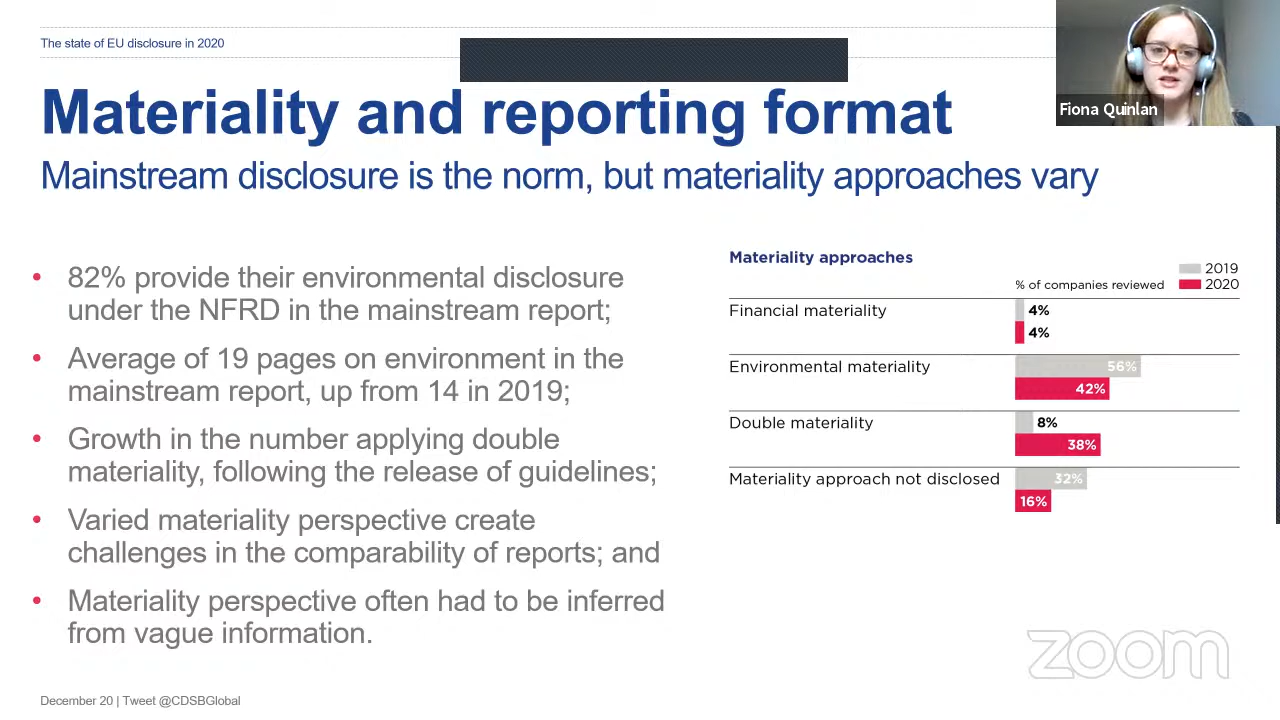 The state of EU disclosure in 2020
Fiona Quinlan
Materiality and reporting format
Mainstream disclosure is the norm, but materiality approaches vary
• 82% provide their environmental disclosure
under the NFRD in the mainstream report;
• Average of 19 pages on environment in the
mainstream report, up from 14 in 2019;
• Growth in the number applying double
materiality, following the release of guidelines;
• Varied materiality perspective create
challenges in the comparability of reports; and
• Materiality perspective often had to be inferred
from vague information.
Materiality approaches
% of companies reviewed
2019
2020
Financial materiality
4%
4%
Environmental materiality
56%
42%
Double materiality
8%
38%
Materiality approach not disclosed
32%
16%
zoom
December 20 | Tweet @CDSBGlobal